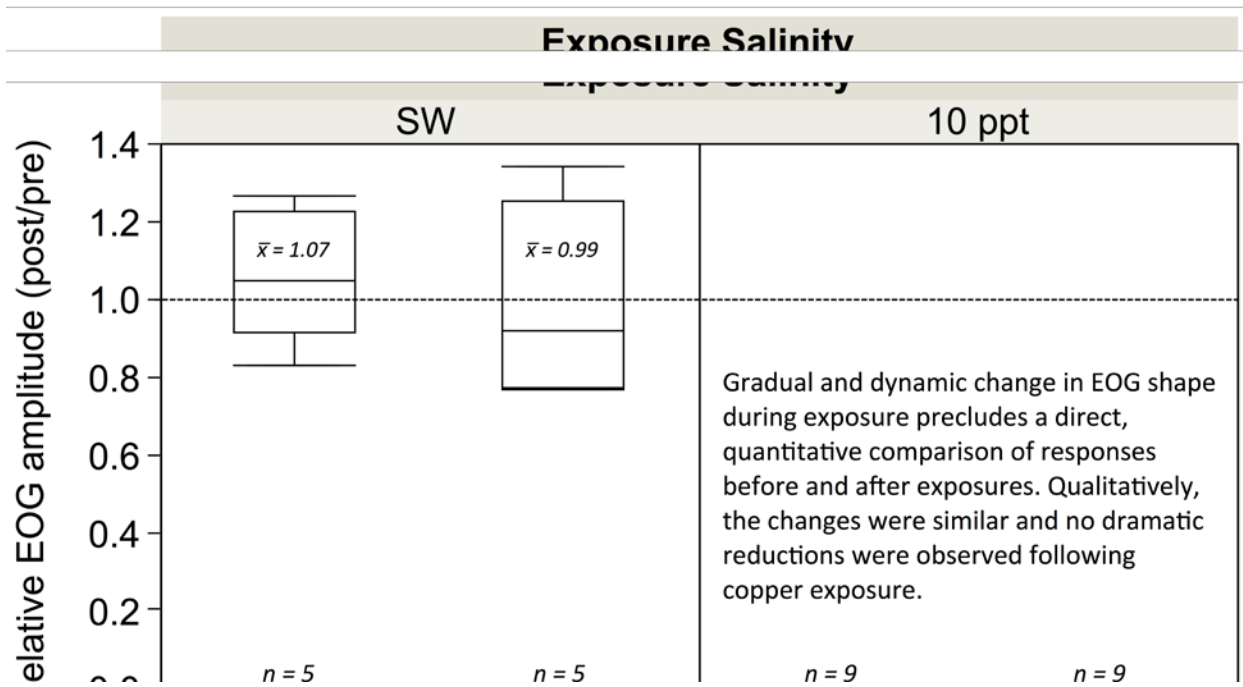 Exposure Salinity
Exposure Salinity
SW 10 ppt
elative EOG amplitude (post/pre)
1.4
1.2
x̅ = 1.07 x̅ = 0.99
1.0
0.8
Gradual and dynamic change in EOG shape
during exposure precludes a direct,
quantitative comparison of responses
before and after exposures. Qualitatively,
the changes were similar and no dramatic
reductions were observed following
copper exposure.
0.6
0.4
0.2
n = 5 n = 5 n = 9 n = 9